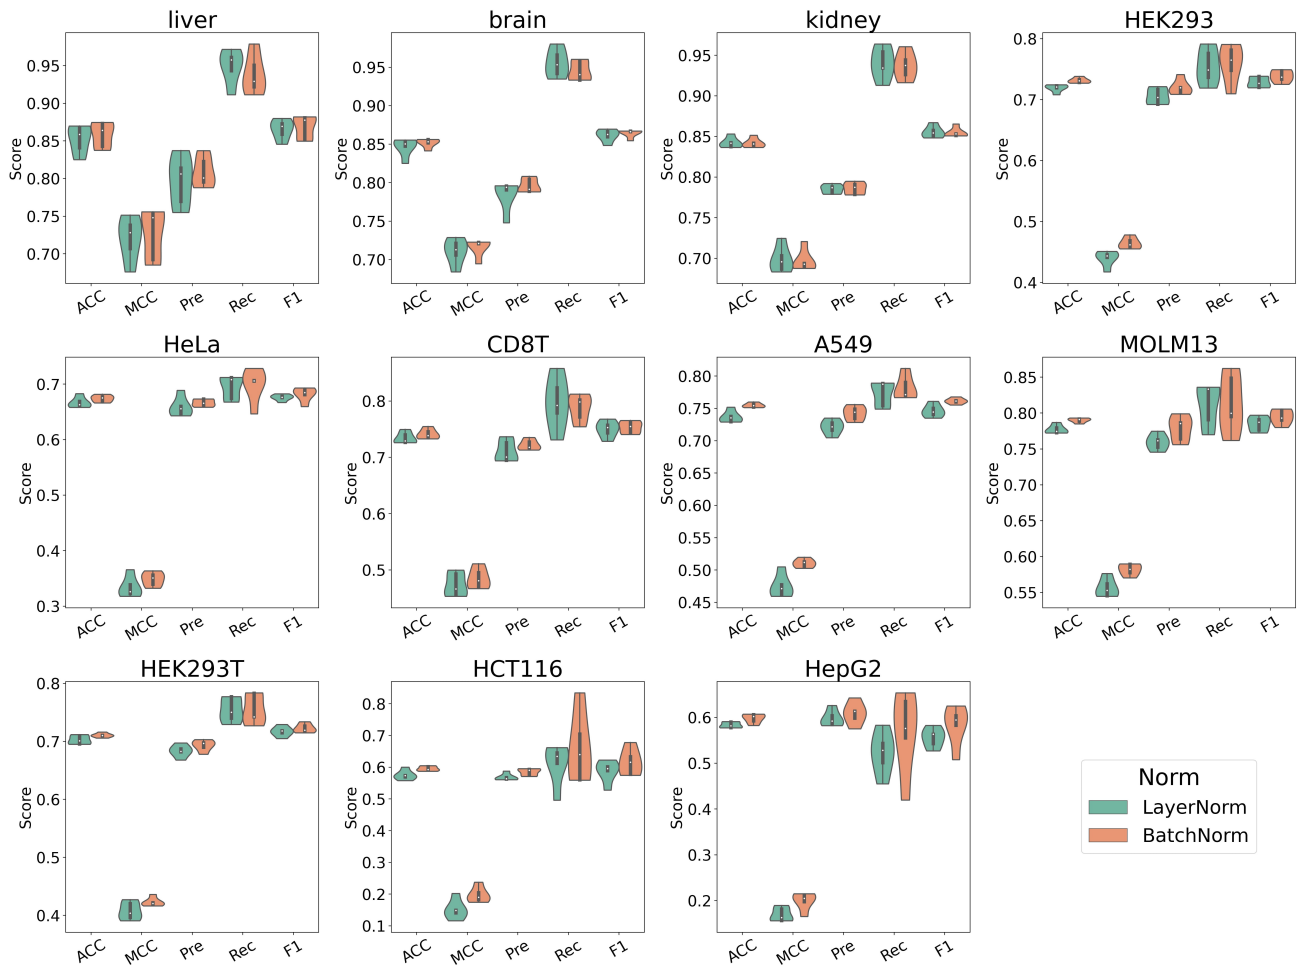 liver
Score
0.95
0.90
0.85
0.80
0.75
0.70
ACC MCC Pre Rec F1
brain
Score
0.95
0.90
0.85
0.80
0.75
0.70
ACC MCC Pre Rec F1
kidney
Score
0.95
0.90
0.85
0.80
0.75
0.70
ACC MCC Pre Rec F1
HEK293
Score
0.8
0.7
0.6
0.5
0.4
ACC MCC Pre Rec F1
HeLa
Score
0.7
0.6
0.5
0.4
0.3
ACC MCC Pre Rec F1
CD8T
Score
0.8
0.7
0.6
0.5
ACC MCC Pre Rec F1
A549
Score
0.80
0.75
0.70
0.65
0.60
0.55
0.50
0.45
ACC MCC Pre Rec F1
MOLM13
Score
0.85
0.80
0.75
0.70
0.65
0.60
0.55
ACC MCC Pre Rec F1
HEK293T
Score
0.8
0.7
0.6
0.5
0.4
ACC MCC Pre Rec F1
HCT116
Score
0.8
0.7
0.6
0.5
0.4
0.3
0.2
0.1
ACC MCC Pre Rec F1
HepG2
Score
0.6
0.5
0.4
0.3
0.2
ACC MCC Pre Rec F1
Norm
LayerNorm
BatchNorm